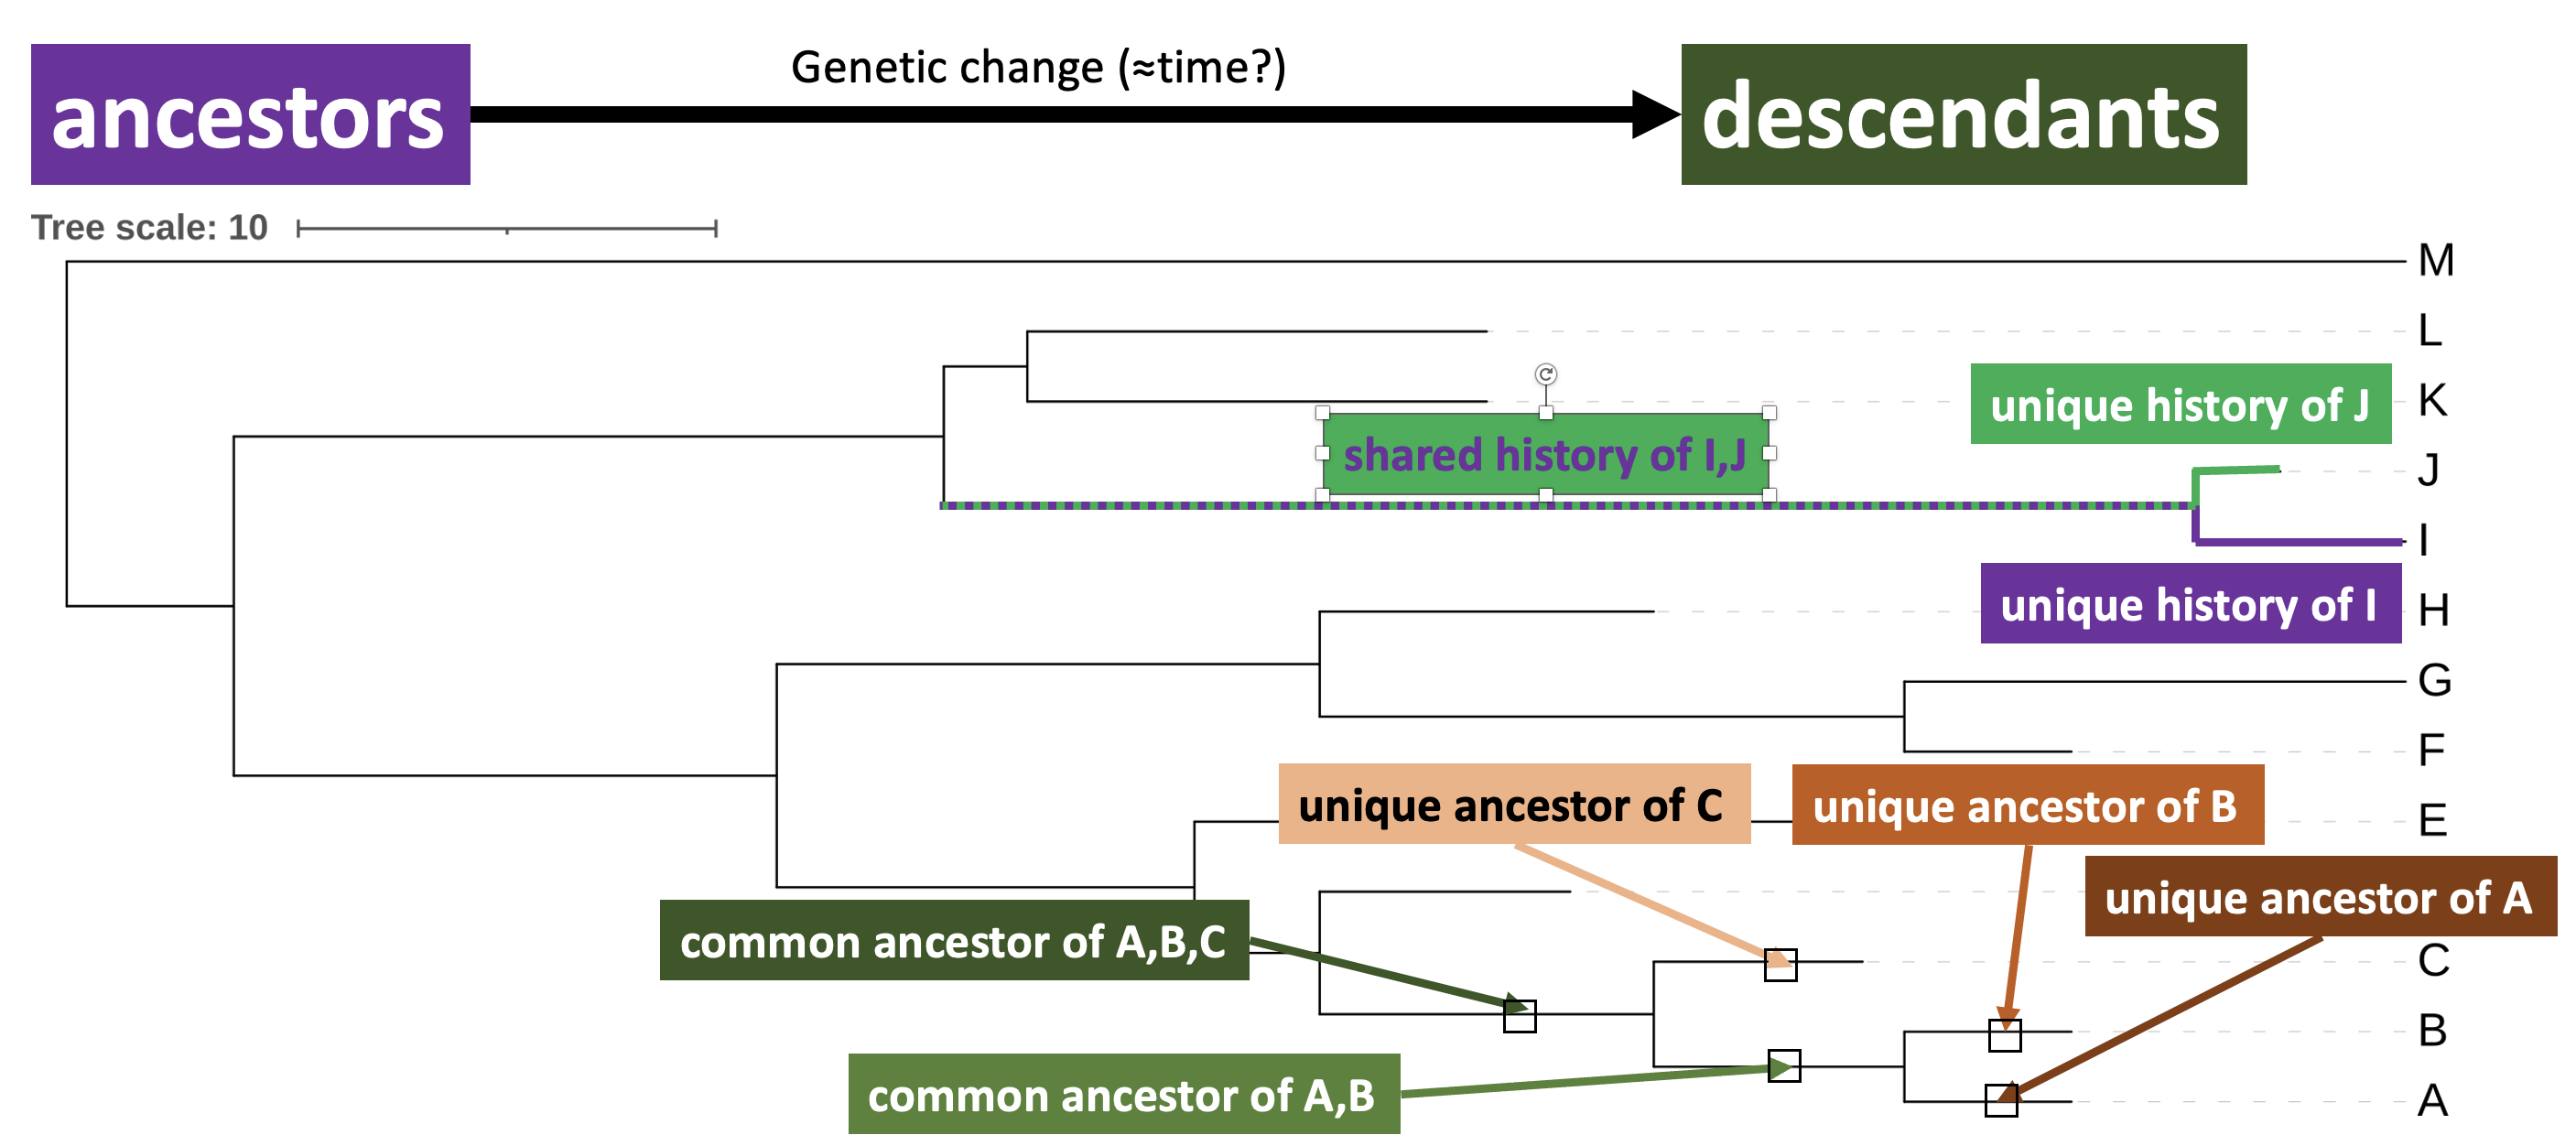 Genetic change (≈time?)
ancestors
descendants
Tree scale: 10
M
L
K
unique history of J
shared history of I,J
J
I
unique history of I
H
G
F
unique ancestor of C
unique ancestor of B
E
unique ancestor of A
common ancestor of A,B,C
C
B
common ancestor of A,B
A